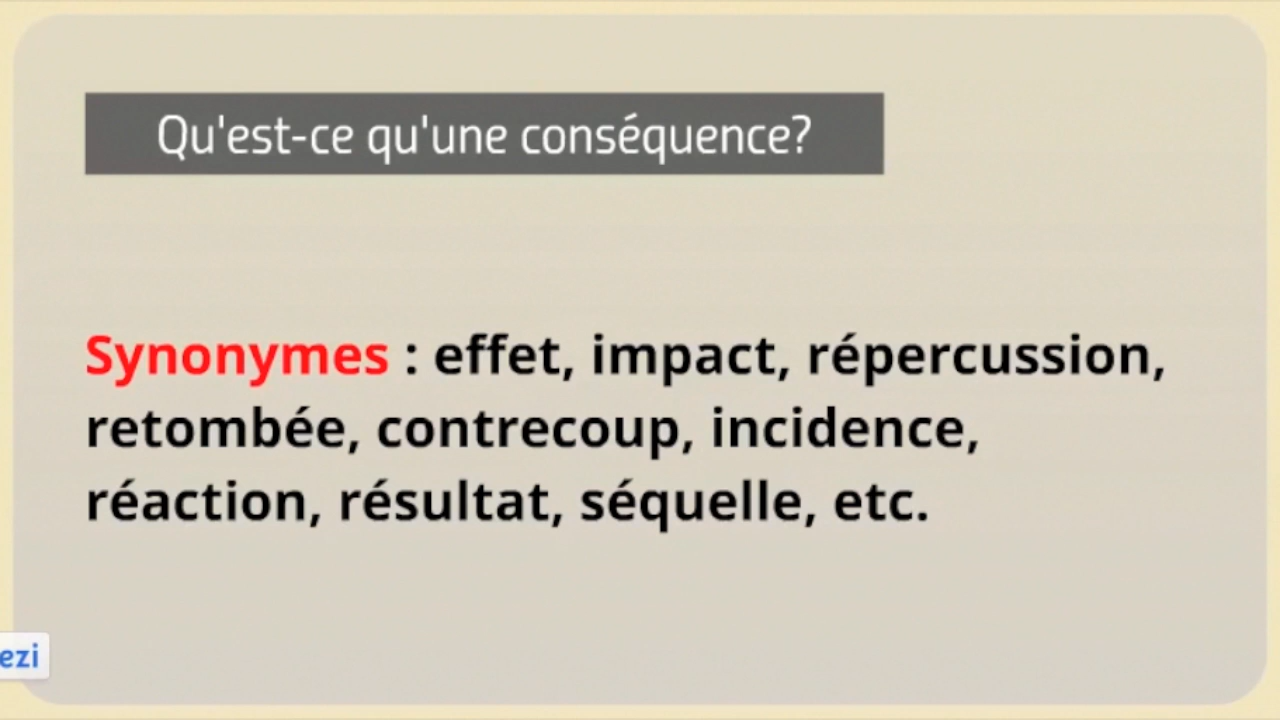 Qu'est-ce qu'une conséquence?
Synonymes : effet, impact, répercussion,
retombée, contrecoup, incidence,
réaction, résultat, séquelle, etc.
ezi